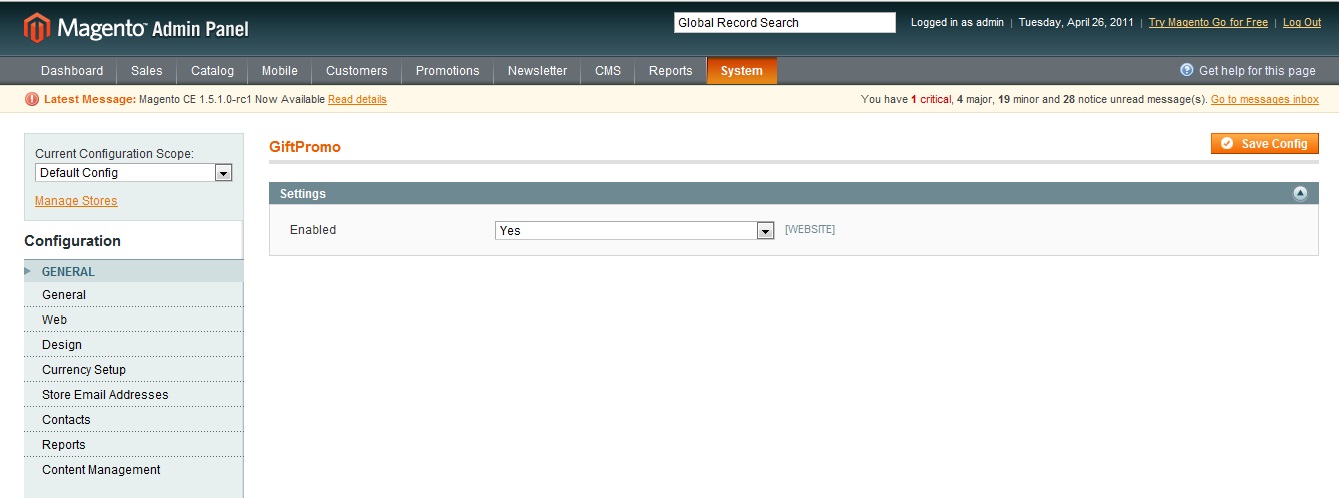 Magento™ Admin Panel
Global Record Search
Logged in as admin | Tuesday, April 26, 2011 | Try Magento Go for Free | Log Out
Dashboard Sales Catalog Mobile Customers Promotions Newsletter CMS Reports System
Get help for this page
Latest Message: Magento CE 1.5.1.0-rc1 Now Available Read details
You have 1 critical, 4 major, 19 minor and 28 notice unread message(s). Go to messages inbox
Current Configuration Scope:
Default Config
Manage Stores
Configuration
GENERAL
General
Web
Design
Currency Setup
Store Email Addresses
Contacts
Reports
Content Management
GiftPromo
Save Config
Settings
Enabled
Yes
[WEBSITE]